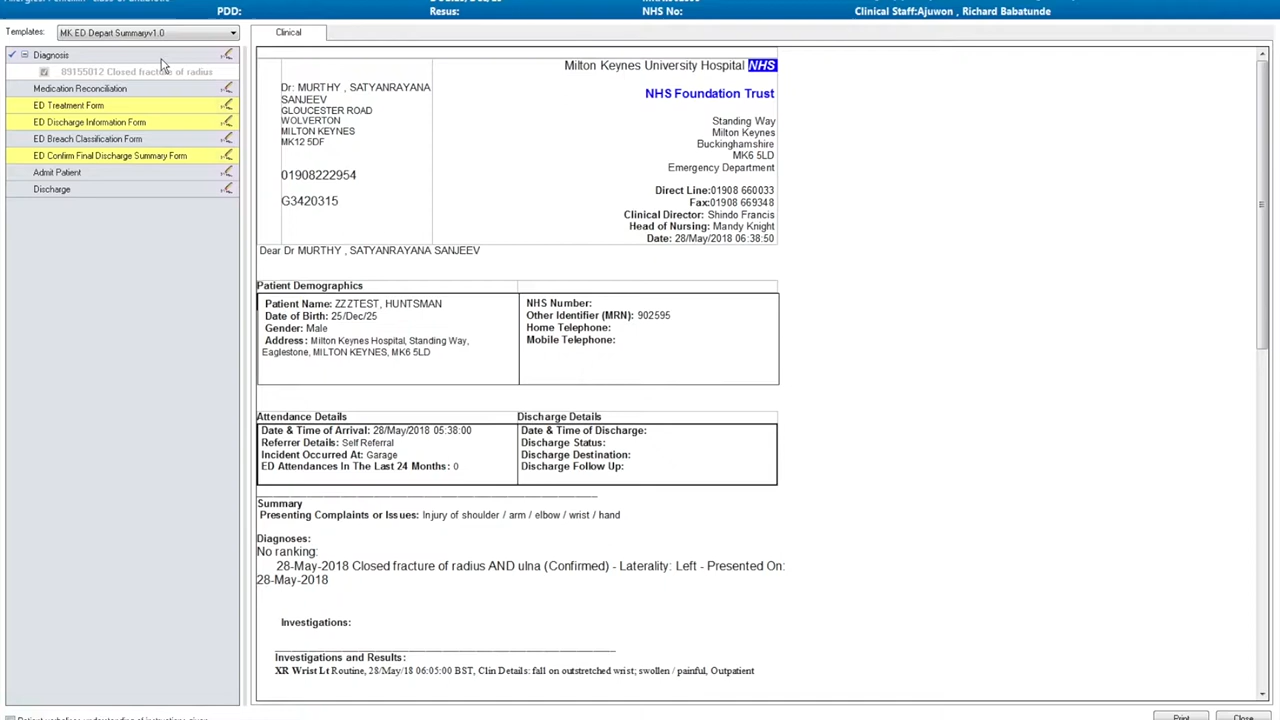 PDD:
Resus:
NHS No:
Clinical Staff:Ajuwon , Richard Babatunde
Templates:
MK ED Depart Summaryv1.0
Clinical
Diagnosis
89155012 Closed fracture of radius
Medication Reconciliation
ED Treatment Form
ED Discharge Information Form
ED Breach Classification Form
ED Confirm Final Discharge Summary Form
Admit Patient
Discharge
Milton Keynes University Hospital NHS
NHS Foundation Trust
Dr: MURTHY , SATYANRAYANA
SANJEEV
GLOUCESTER ROAD
WOLVERTON
MILTON KEYNES
MK12 5DF
01908222954
G3420315
Standing Way
Milton Keynes
Buckinghamshire
MK6 5LD
Emergency Department
Direct Line:01908 660033
Fax:01908 669348
Clinical Director: Shindo Francis
Head of Nursing: Mandy Knight
Date: 28/May/2018 06:38:50
Dear Dr MURTHY , SATYANRAYANA SANJEEV
Patient Demographics
Patient Name: ZZZTEST, HUNTSMAN
Date of Birth: 25/Dec/25
Gender: Male
Address: Milton Keynes Hospital, Standing Way,
Eaglestone, MILTON KEYNES, MK6 5LD
NHS Number:
Other Identifier (MRN): 902595
Home Telephone:
Mobile Telephone:
Attendance Details
Date & Time of Arrival: 28/May/2018 05:38:00
Referrer Details: Self Referral
Incident Occurred At: Garage
ED Attendances In The Last 24 Months: 0
Discharge Details
Date & Time of Discharge:
Discharge Status:
Discharge Destination:
Discharge Follow Up:
Summary
Presenting Complaints or Issues: Injury of shoulder / arm / elbow / wrist / hand
Diagnoses:
No ranking:
28-May-2018 Closed fracture of radius AND ulna (Confirmed) - Laterality: Left - Presented On:
28-May-2018
Investigations:
Investigations and Results:
XR Wrist Lt Routine, 28/May/18 06:05:00 BST, Clin Details: fall on outstretched wrist; swollen / painful, Outpatient
Print
Close